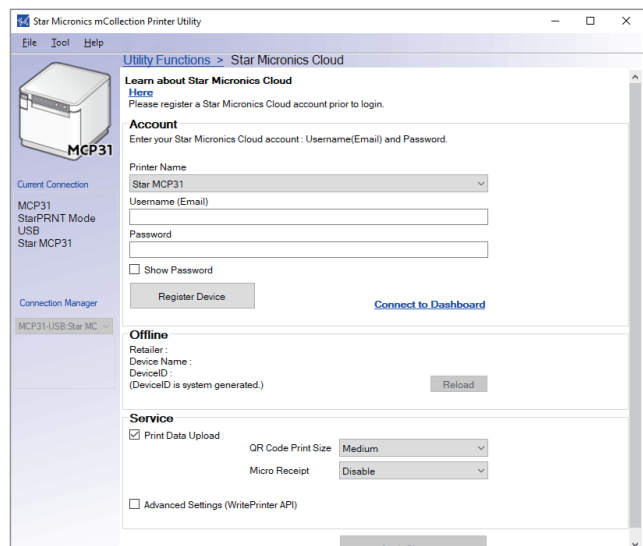 Star Micronics mCollection Printer Utility
File Tool Help
Utility Functions > Star Micronics Cloud
MCP31
Current Connection
MCP31
StarPRNT Mode
USB
Star MCP31
Connection Manager
MCP31-USB:Star MC
Learn about Star Micronics Cloud
Here
Please register a Star Micronics Cloud account prior to login.
Account
Enter your Star Micronics Cloud account : Username(Email) and Password.
Printer Name
Star MCP31
Username (Email)
Password
Show Password
Register Device
Connect to Dashboard
Offline
Retailer :
Device Name :
DeviceID :
(DeviceID is system generated.)
Reload
Service
Print Data Upload
QR Code Print Size Medium
Micro Receipt Disable
Advanced Settings (WritePrinter API)